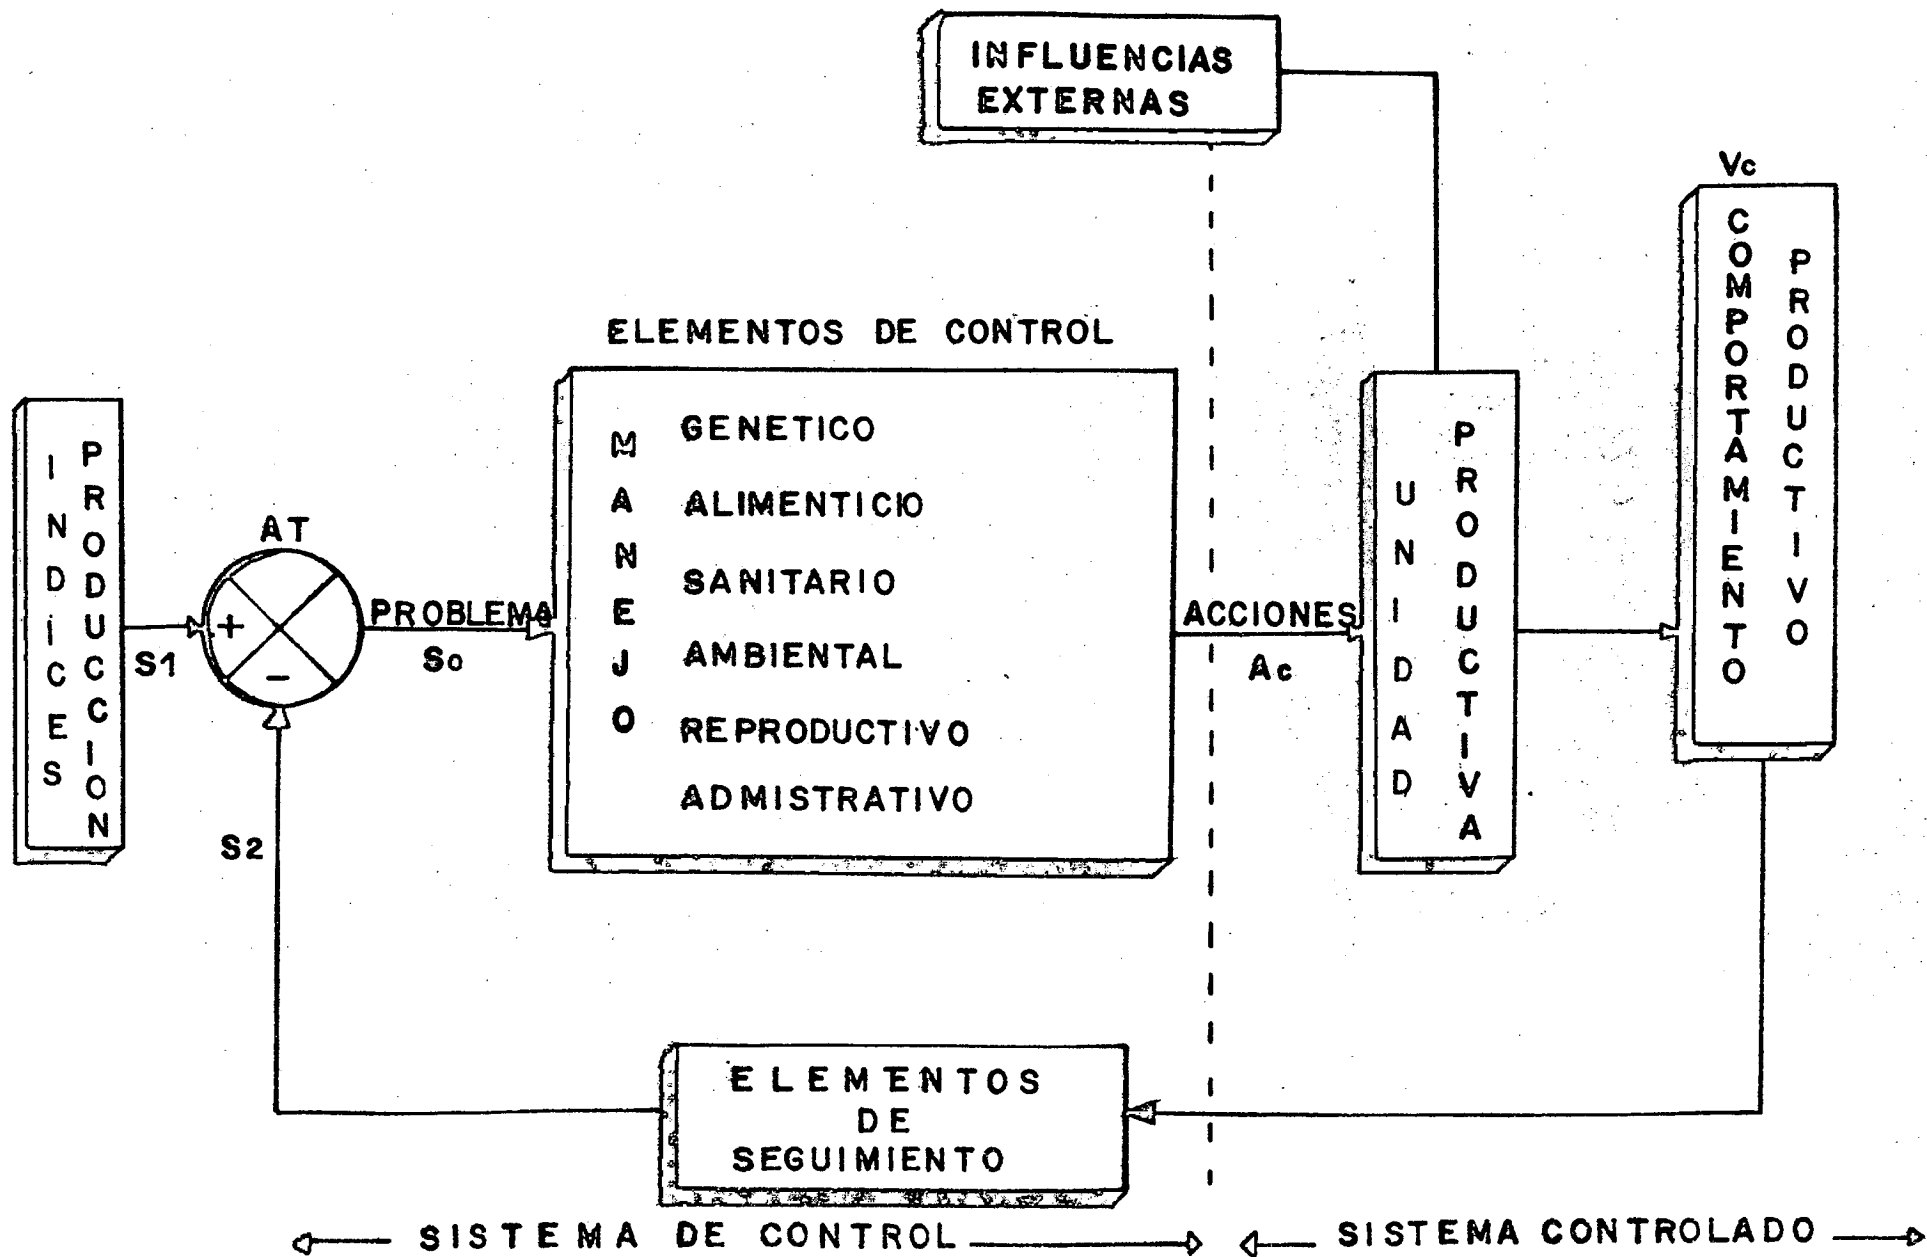 INFLUENCIAS
EXTERNAS
Vc
COMPORTAMIENTO
PRODUCTIVO
ELEMENTOS DE CONTROL
INDICES
PRODUCCION
AT
+
-
S1
S2
PROBLEMA
So
MANEJO
GENETICO
ALIMENTICIO
SANITARIO
AMBIENTAL
REPRODUCTIVO
ADMISTRATIVO
ACCIONES
Ac
UNIDAD
PRODUCTIVA
ELEMENTOS
DE
SEGUIMIENTO
SISTEMA DE CONTROL
SISTEMA CONTROLADO